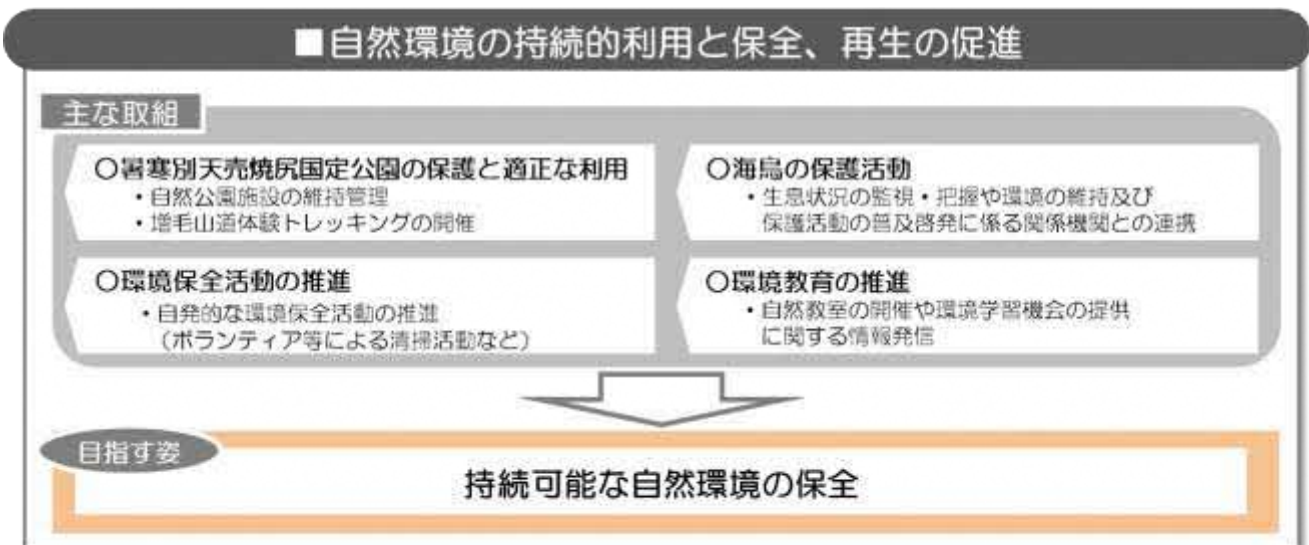 ■自然環境の持続的利用と保全、再生の促進
主な取組
〇暑寒別天売焼尻国定公園の保護と適正な利用
・自然公園施設の維持管理
・増毛山道体験トレッキングの開催
〇海鳥の保護活動
・生息状況の監視・把握や環境の維持及び
保護活動の普及啓発に係る関係機関との連携
〇環境保全活動の推進
・自発的な環境保全活動の推進
（ボランティア等による清掃活動など）
〇環境教育の推進
・自然教室の開催や環境学習機会の提供
に関する情報発信
目指す姿
持続可能な自然環境の保全